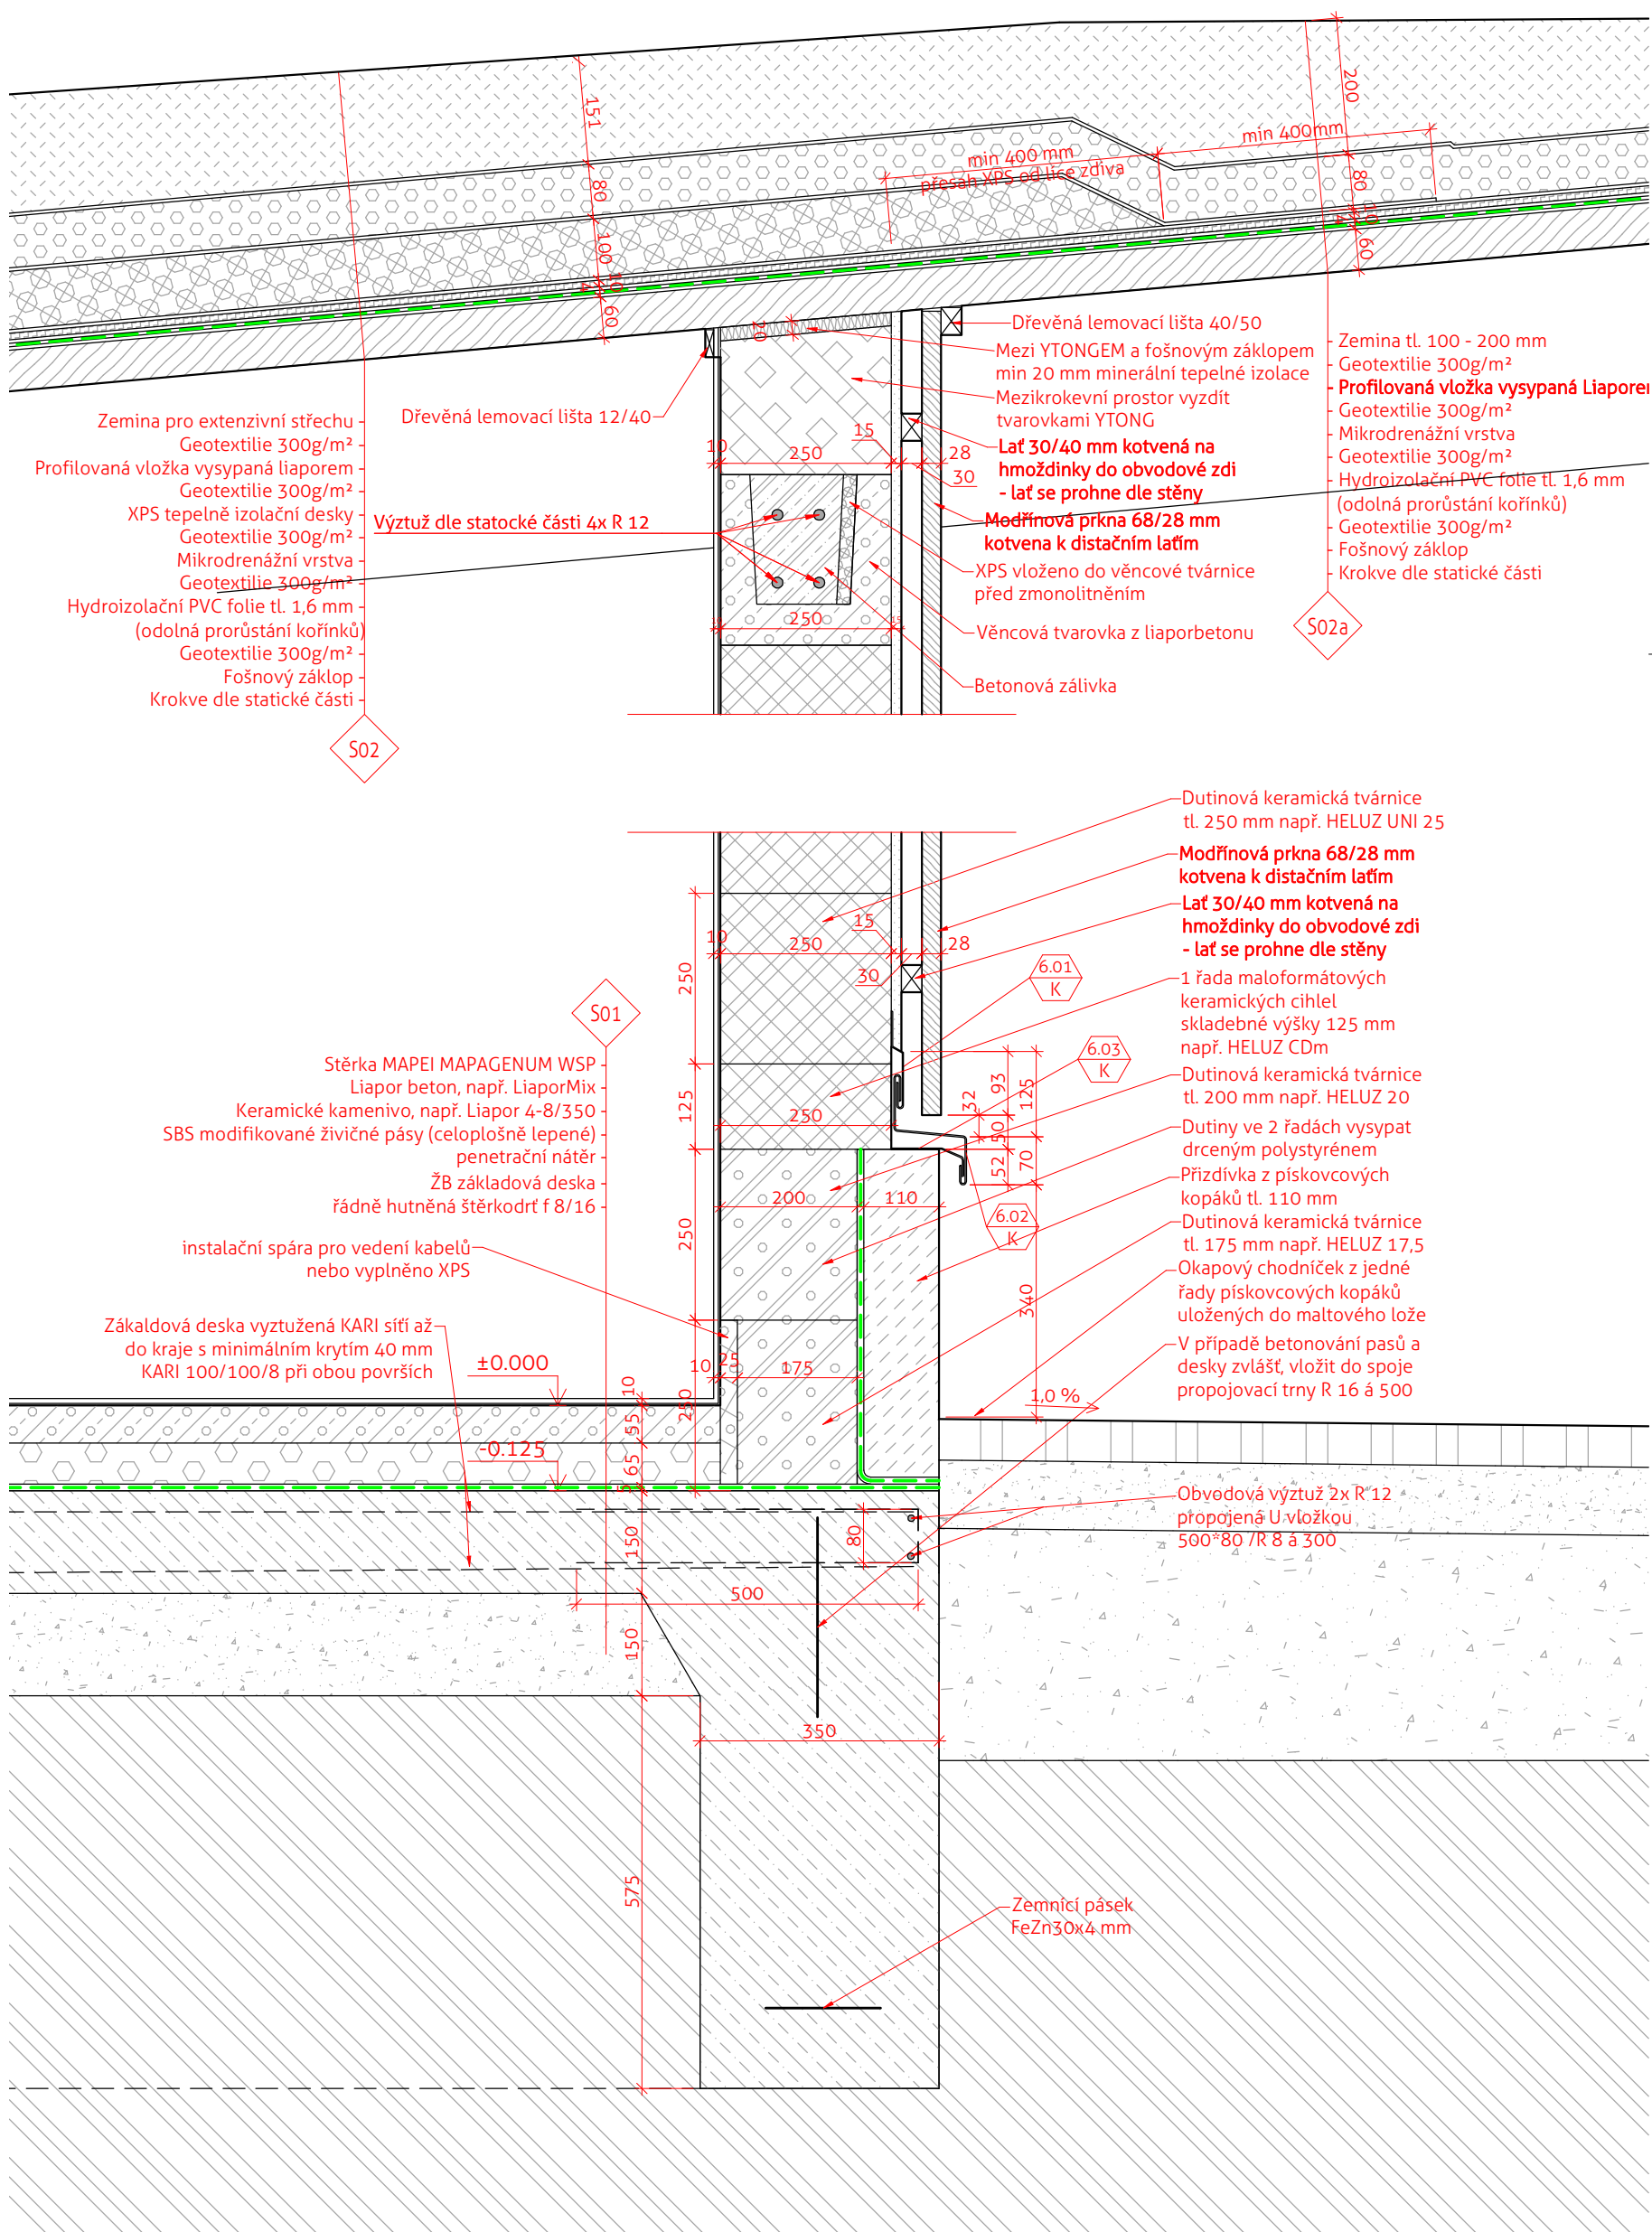 151
80
100
10
4
60
200
min 400mm
min 400 mm
přesah XPS od líce zdiva
80
10
4
60
20
Dřevěná lemovací lišta 40/50
Mezi YTONGEM a fošnovým záklopem
min 20 mm minerální tepelné izolace
Mezikrokevní prostor vyzdít
tvarovkami YTONG
Lať 30/40 mm kotvená na
hmoždinky do obvodové zdi
- lať se prohne dle stěny
Modřínová prkna 68/28 mm
kotvena k distačním latím
XPS vloženo do věncové tvárnice
před zmonolitněním
Věncová tvarovka z liaporbetonu
Betonová zálivka
Zemina tl. 100 - 200 mm
Geotextilie 300g/m²
Profilovaná vložka vysypaná Liapore
Geotextilie 300g/m²
Mikrodrenážní vrstva
Geotextilie 300g/m²
Hydroizolační PVC folie tl. 1,6 mm
(odolná prorůstání kořínků)
Geotextilie 300g/m²
Fošnový záklop
Krokve dle statické části
S02a
Dřevěná lemovací lišta 12/40
Zemina pro extenzivní střechu
Geotextilie 300g/m²
Profilovaná vložka vysypaná liaporem
Geotextilie 300g/m²
XPS tepelně izolační desky
Geotextilie 300g/m²
Mikrodrenážní vrstva
Geotextilie 300g/m²
Hydroizolační PVC folie tl. 1,6 mm
(odolná prorůstání kořínků)
Geotextilie 300g/m²
Fošnový záklop
Krokve dle statické části
S02
Výztuž dle statocké části 4x R 12
10
250
15
28
30
10
250
15
Dutinová keramická tvárnice
tl. 250 mm např. HELUZ UNI 25
Modřínová prkna 68/28 mm
kotvena k distačním latím
Lať 30/40 mm kotvená na
hmoždinky do obvodové zdi
- lať se prohne dle stěny
1 řada maloformátových
keramických cihlel
skladebné výšky 125 mm
např. HELUZ CDm
Dutinová keramická tvárnice
tl. 200 mm např. HELUZ 20
Dutiny ve 2 řadách vysypat
drceným polystyrénem
Přizdívka z pískovcových
kopáků tl. 110 mm
Dutinová keramická tvárnice
tl. 175 mm např. HELUZ 17,5
Okapový chodníček z jedné
řady pískovcových kopáků
uložených do maltového lože
V případě betonování pasů a
desky zvlášť, vložit do spoje
propojovací trny R 16 á 500
10
250
15
28
30
250
125
250
250
250
200
110
10
25
175
6.01
K
6.03
K
6.02
K
32
93
125
50
52
70
340
1,0 %
S01
Stěrka MAPEI MAPAGENUM WSP
Liapor beton, např. LiaporMix
Keramické kamenivo, např. Liapor 4-8/350
SBS modifikované živičné pásy (celoplošně lepené)
penetrační nátěr
ŽB základová deska
řádně hutněná štěrkodrť f 8/16
instalační spára pro vedení kabelů
nebo vyplněno XPS
Zákaldová deska vyztužená KARI sítí až
do kraje s minimálním krytím 40 mm
KARI 100/100/8 při obou površích
±0.000
-0.125
10
55
65
5
150
150
575
80
500
350
Obvodová výztuž 2x R 12
propojená U vložkou
500*80 /R 8 á 300
Zemnící pásek
FeZn30x4 mm